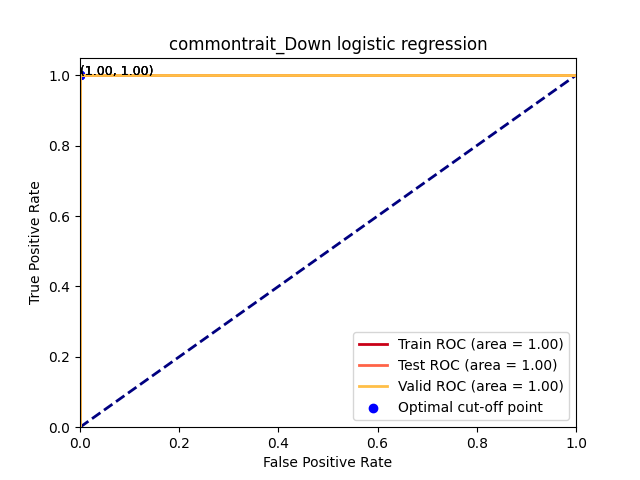 commontrait_Down logistic regression
(1.00, 1.00)
1.0
0.8
0.6
0.4
0.2
0.0
True Positive Rate
0.0 0.2 0.4 0.6 0.8 1.0
False Positive Rate
Train ROC (area = 1.00)
Test ROC (area = 1.00)
Valid ROC (area = 1.00)
Optimal cut-off point